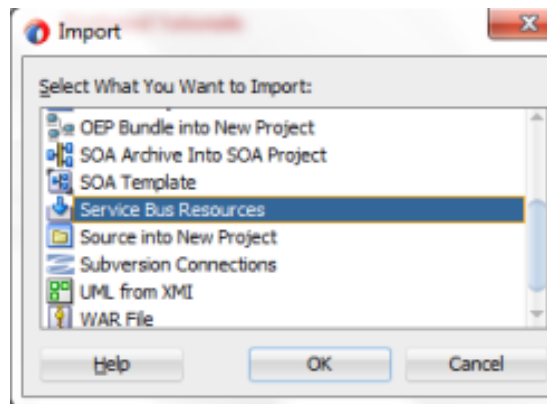 Import
Select What You Want to Import:
OEP Bundle into New Project
SOA Archive Into SOA Project
SOA Template
Service Bus Resources
Source into New Project
Subversion Connections
UML from XMI
WAR File
Help
OK
Cancel